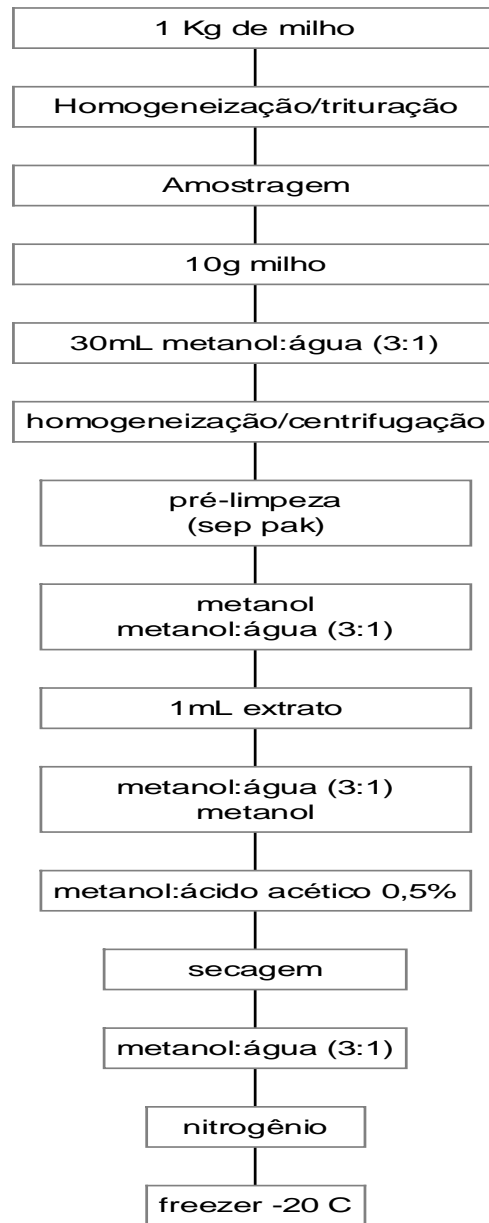 1 Kg de milho
Homogeneização/trituração
Amostragem
10g milho
30mL metanol:água (3:1)
homogeneização/centrifugação
pré-limpeza
(sep pak)
metanol
metanol:água (3:1)
1mL extrato
metanol:água (3:1)
metanol
metanol:ácido acético 0,5%
secagem
metanol:água (3:1)
nitrogênio
freezer -20 C